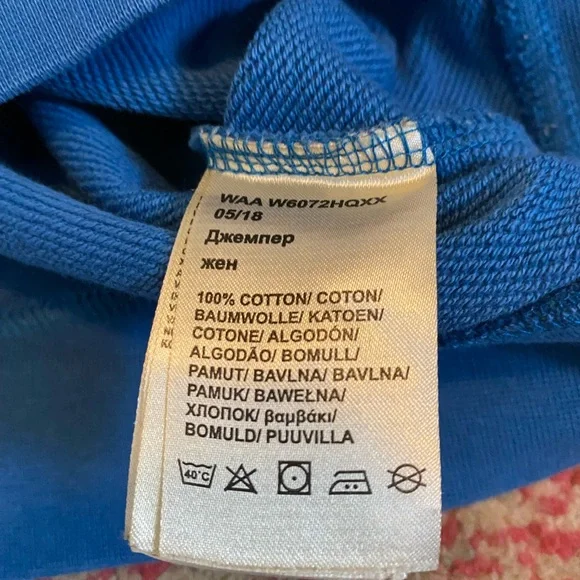 WAA W6072HQXX
05/18
Джемпер
жен
100% COTTON/ COTON/
BAUMWOLLE/ KATOEN/
COTONE/ ALGODÓN/
ALGODÃO/ BOMULL/
PAMUT/ BAVLNA/ BAVLNA/
PAMUK/ BAWEŁNA/
ХЛОПОК/ βαμβάκι/
BOMULD/ PUUVILLA
40°C